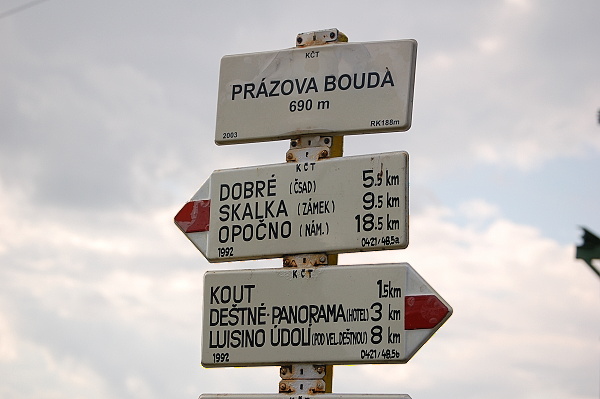 KČT
PRÁZOVA BOUDA
690 m
2003 RK188m
KČT
DOBRÉ (ČSAD) 5.5 km
SKALKA (ZÁMEK) 9.5 km
OPOČNO (NÁM.) 18.5 km
1992 0421/46.5a
KČT
KOUT 1.5 km
DEŠTNÉ-PANORAMA (HOTEL) 3 km
LUISINO ÚDOLÍ (POD VEL. DEŠTNOU) 8 km
1992 0421/46.5b